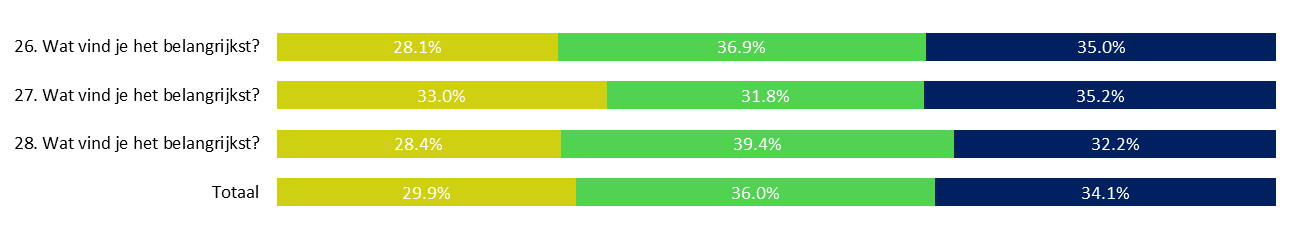 26. Wat vind je het belangrijkst? 28.1% 36.9% 35.0%
27. Wat vind je het belangrijkst? 33.0% 31.8% 35.2%
28. Wat vind je het belangrijkst? 28.4% 39.4% 32.2%
Totaal 29.9% 36.0% 34.1%